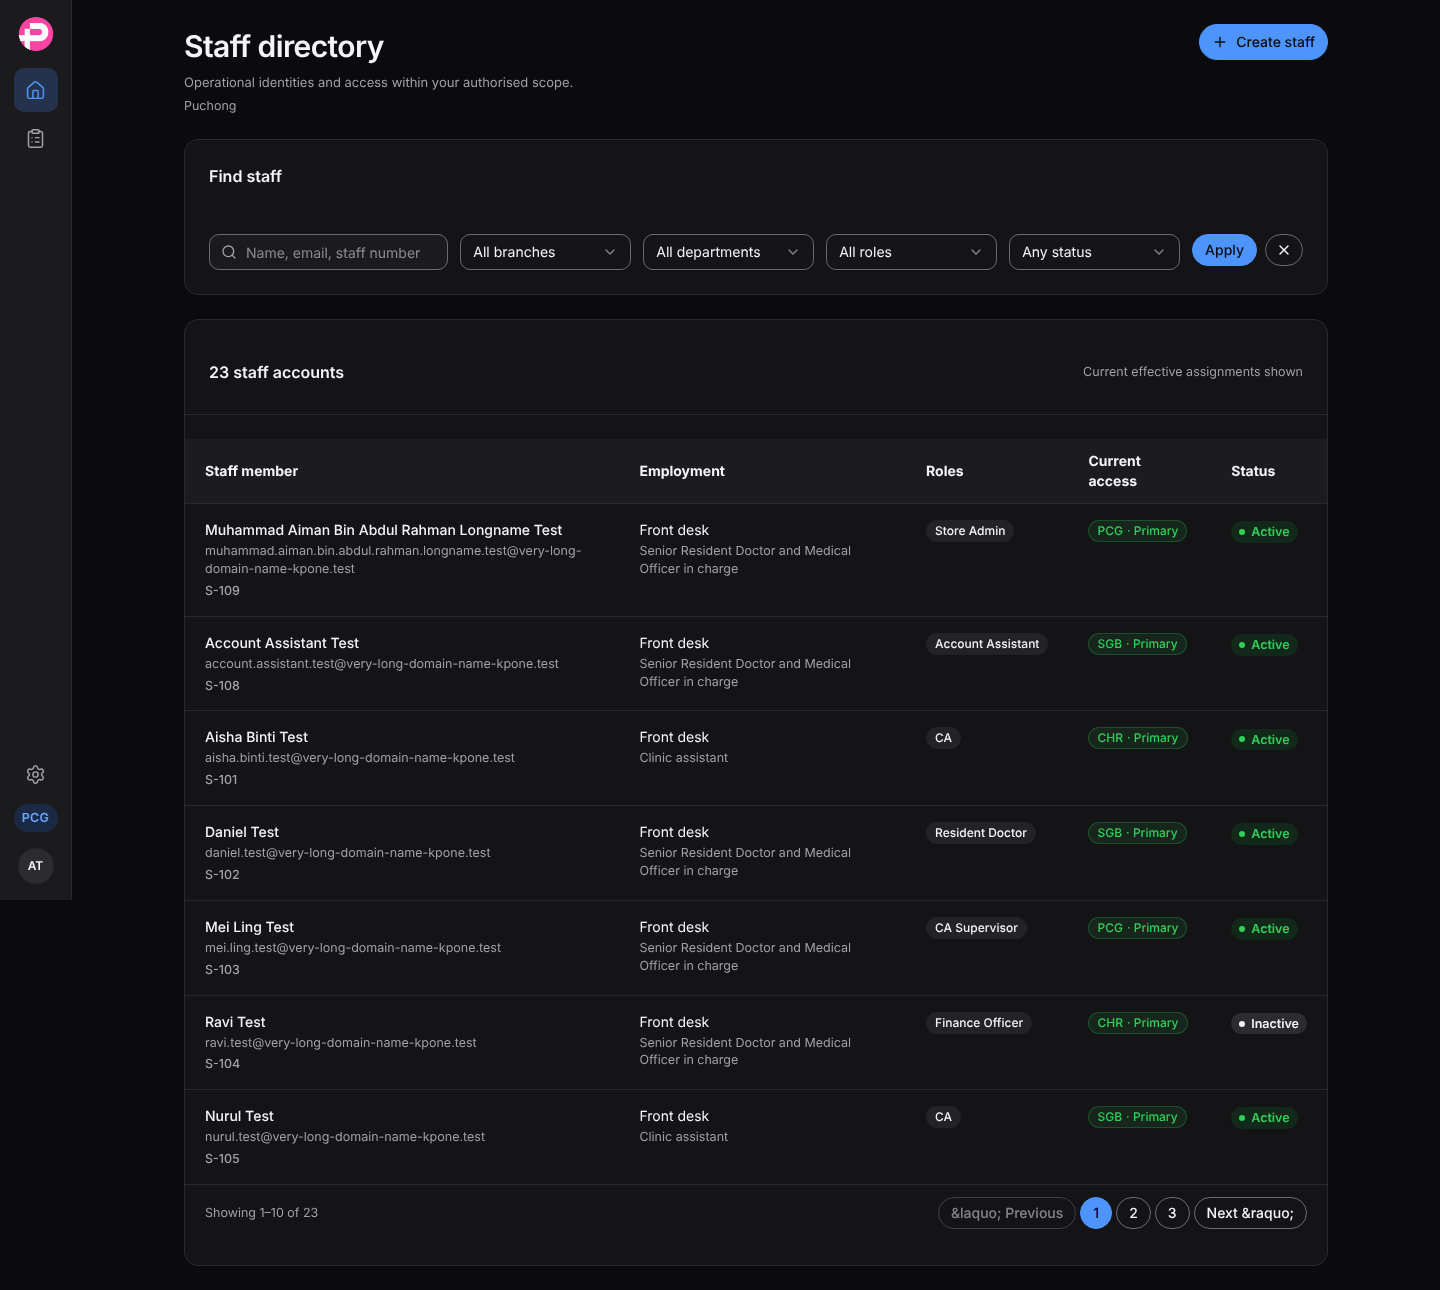 Staff directory
Create staff
Operational identities and access within your authorised scope.
Puchong
Find staff
Name, email, staff number
All branches
All departments
All roles
Any status
Apply
23 staff accounts
Current effective assignments shown
Staff member
Employment
Roles
Current
access
Status
Muhammad Aiman Bin Abdul Rahman Longname Test
muhammad.aiman.bin.abdul.rahman.longname.test@very-long-
domain-name-kpone.test
S-109
Front desk
Senior Resident Doctor and Medical
Officer in charge
Store Admin
PCG · Primary
Active
Account Assistant Test
account.assistant.test@very-long-domain-name-kpone.test
S-108
Front desk
Senior Resident Doctor and Medical
Officer in charge
Account Assistant
SGB · Primary
Active
Aisha Binti Test
aisha.binti.test@very-long-domain-name-kpone.test
S-101
Front desk
Clinic assistant
CA
CHR · Primary
Active
Daniel Test
daniel.test@very-long-domain-name-kpone.test
S-102
Front desk
Senior Resident Doctor and Medical
Officer in charge
Resident Doctor
SGB · Primary
Active
Mei Ling Test
mei.ling.test@very-long-domain-name-kpone.test
S-103
Front desk
Senior Resident Doctor and Medical
Officer in charge
CA Supervisor
PCG · Primary
Active
Ravi Test
ravi.test@very-long-domain-name-kpone.test
S-104
Front desk
Senior Resident Doctor and Medical
Officer in charge
Finance Officer
CHR · Primary
Inactive
Nurul Test
nurul.test@very-long-domain-name-kpone.test
S-105
Front desk
Clinic assistant
CA
SGB · Primary
Active
Showing 1–10 of 23
&laquo; Previous
1
2
3
Next &raquo;
PCG
AT